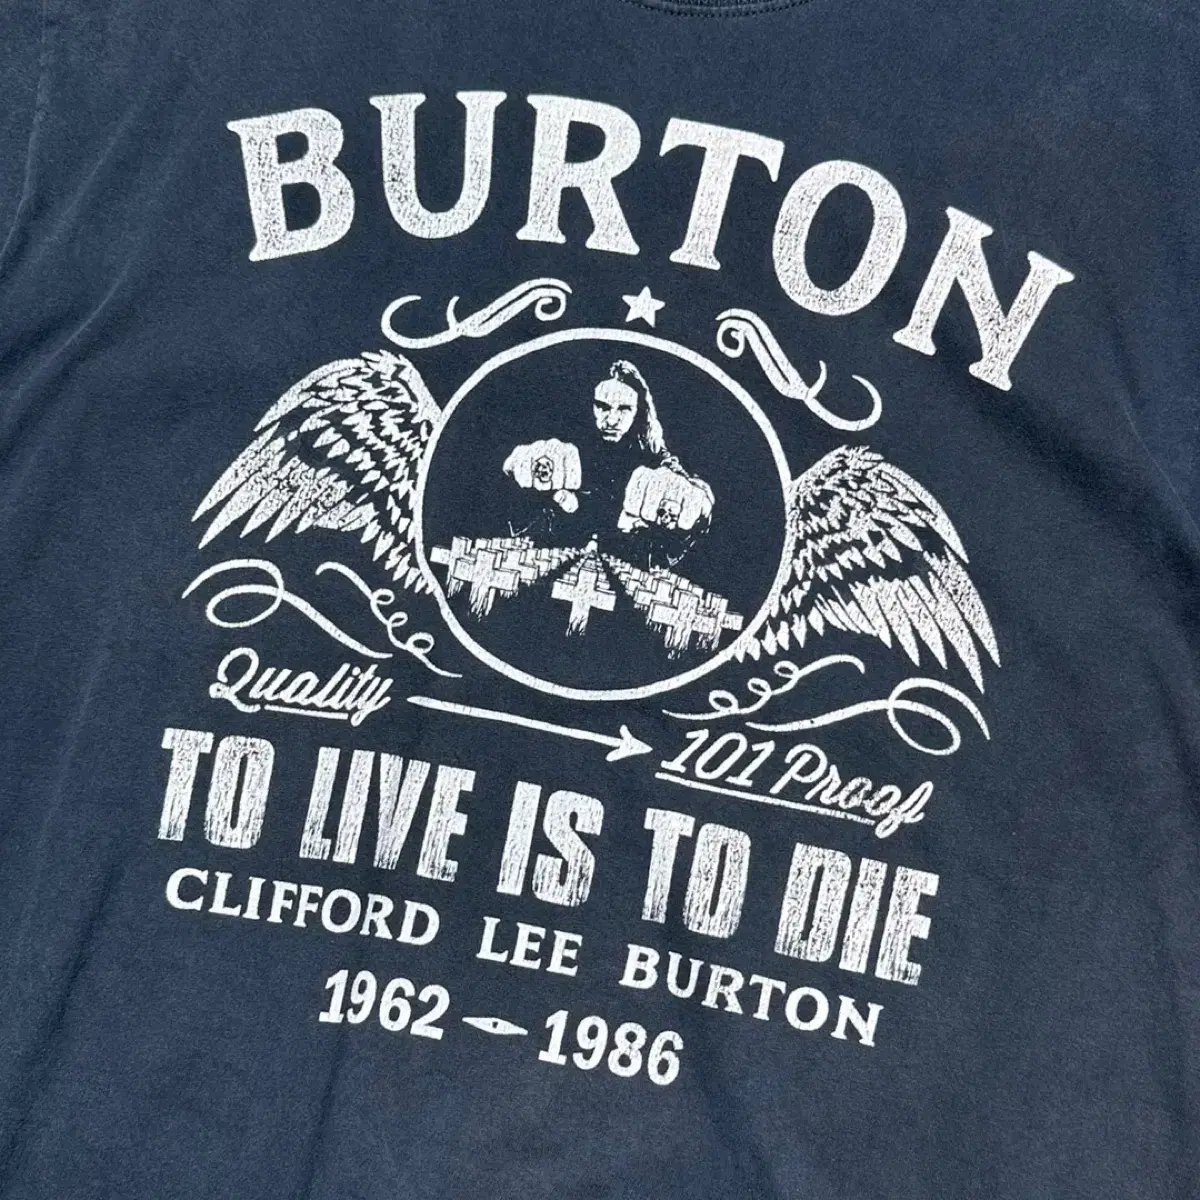 BURTON
Quality
101 Proof
TO LIVE IS TO DIE
CLIFFORD LEE BURTON
1962 - 1986